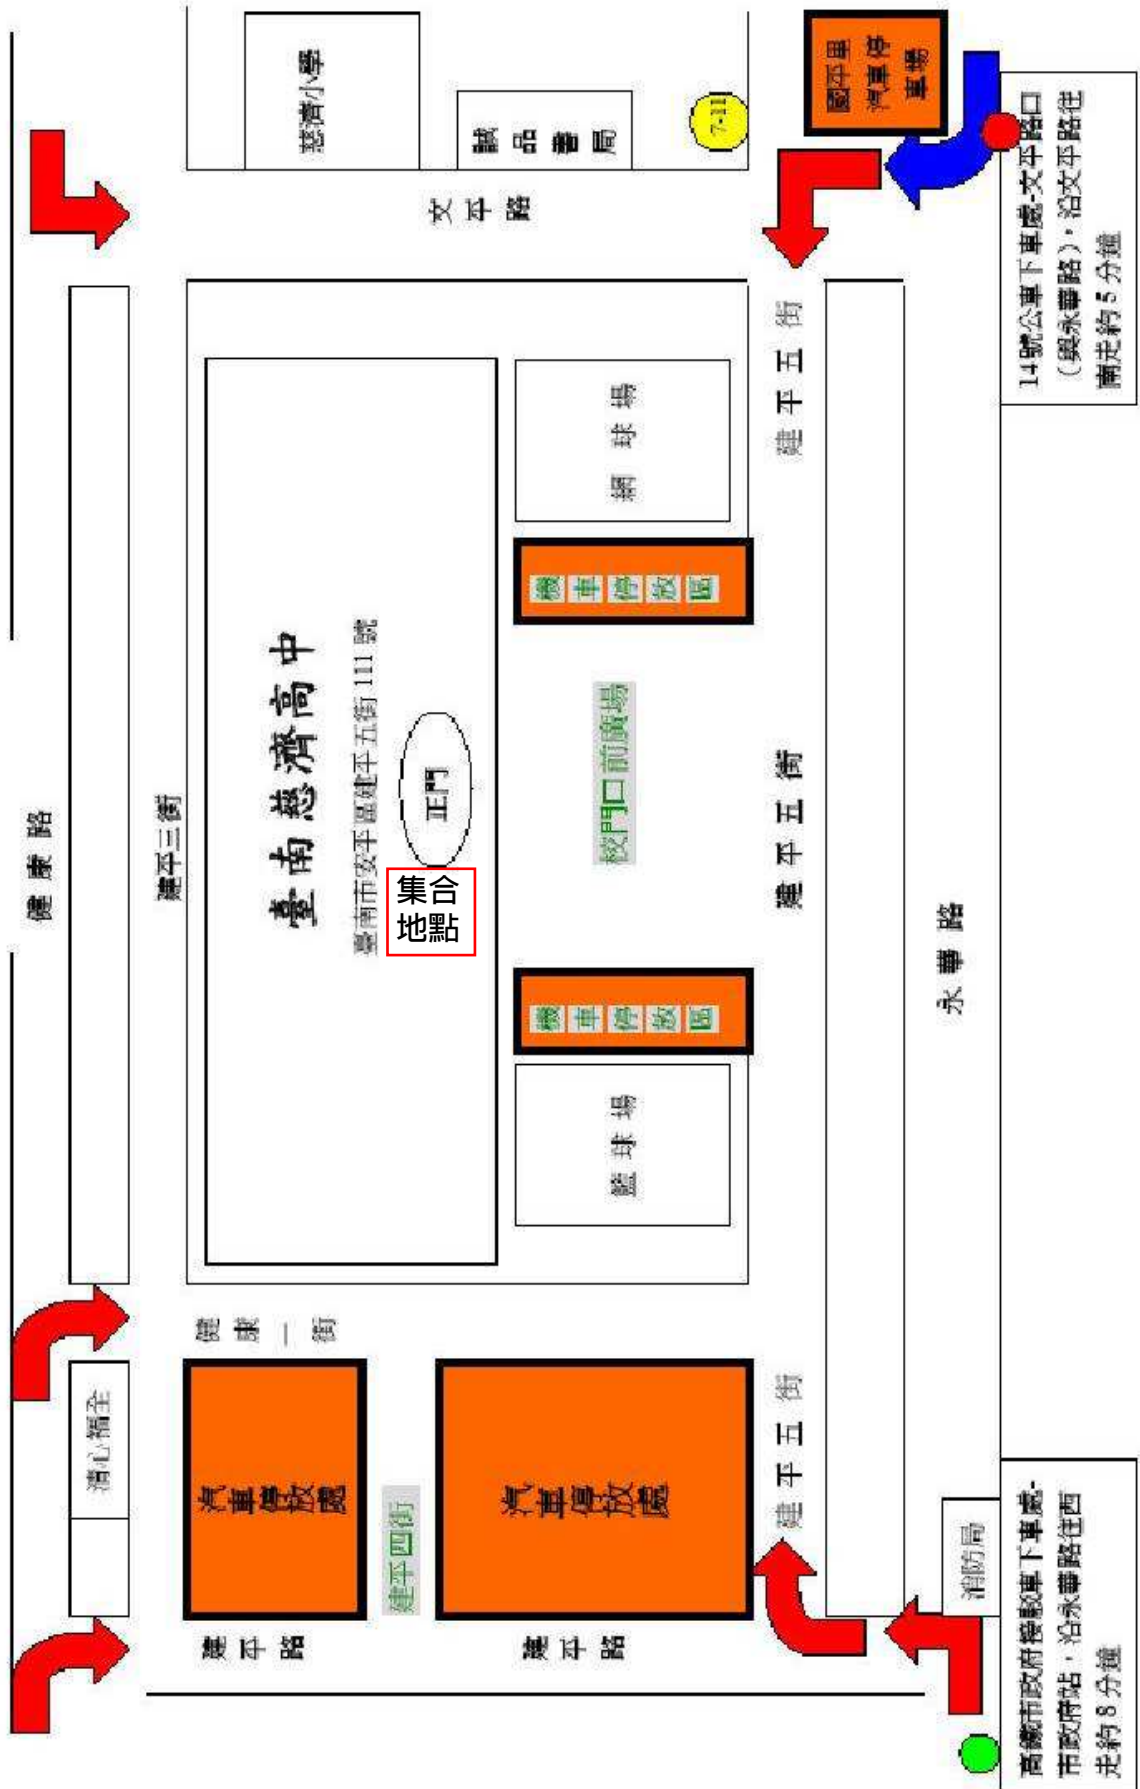 健康路
清心福全
建平三街
慈濟小學
誠品書局
7-11
國平里
汽車停
車場
文平路
臺南慈濟高中
臺南市安平區建平五街 111 號
正門
集合
地點
網球場
機車停放區
校門口前廣場
機車停放區
籃球場
健康一街
汽車停放處
建平四街
汽車停放處
建平路
建平路
建平五街
建平五街
建平五街
永華路
消防局
14號公車下車處-文平路口
(與永華路)，沿文平路往
南走約 5 分鐘
高鐵市政府接駁車下車處-
市政府站，沿永華路往西
走約 8 分鐘